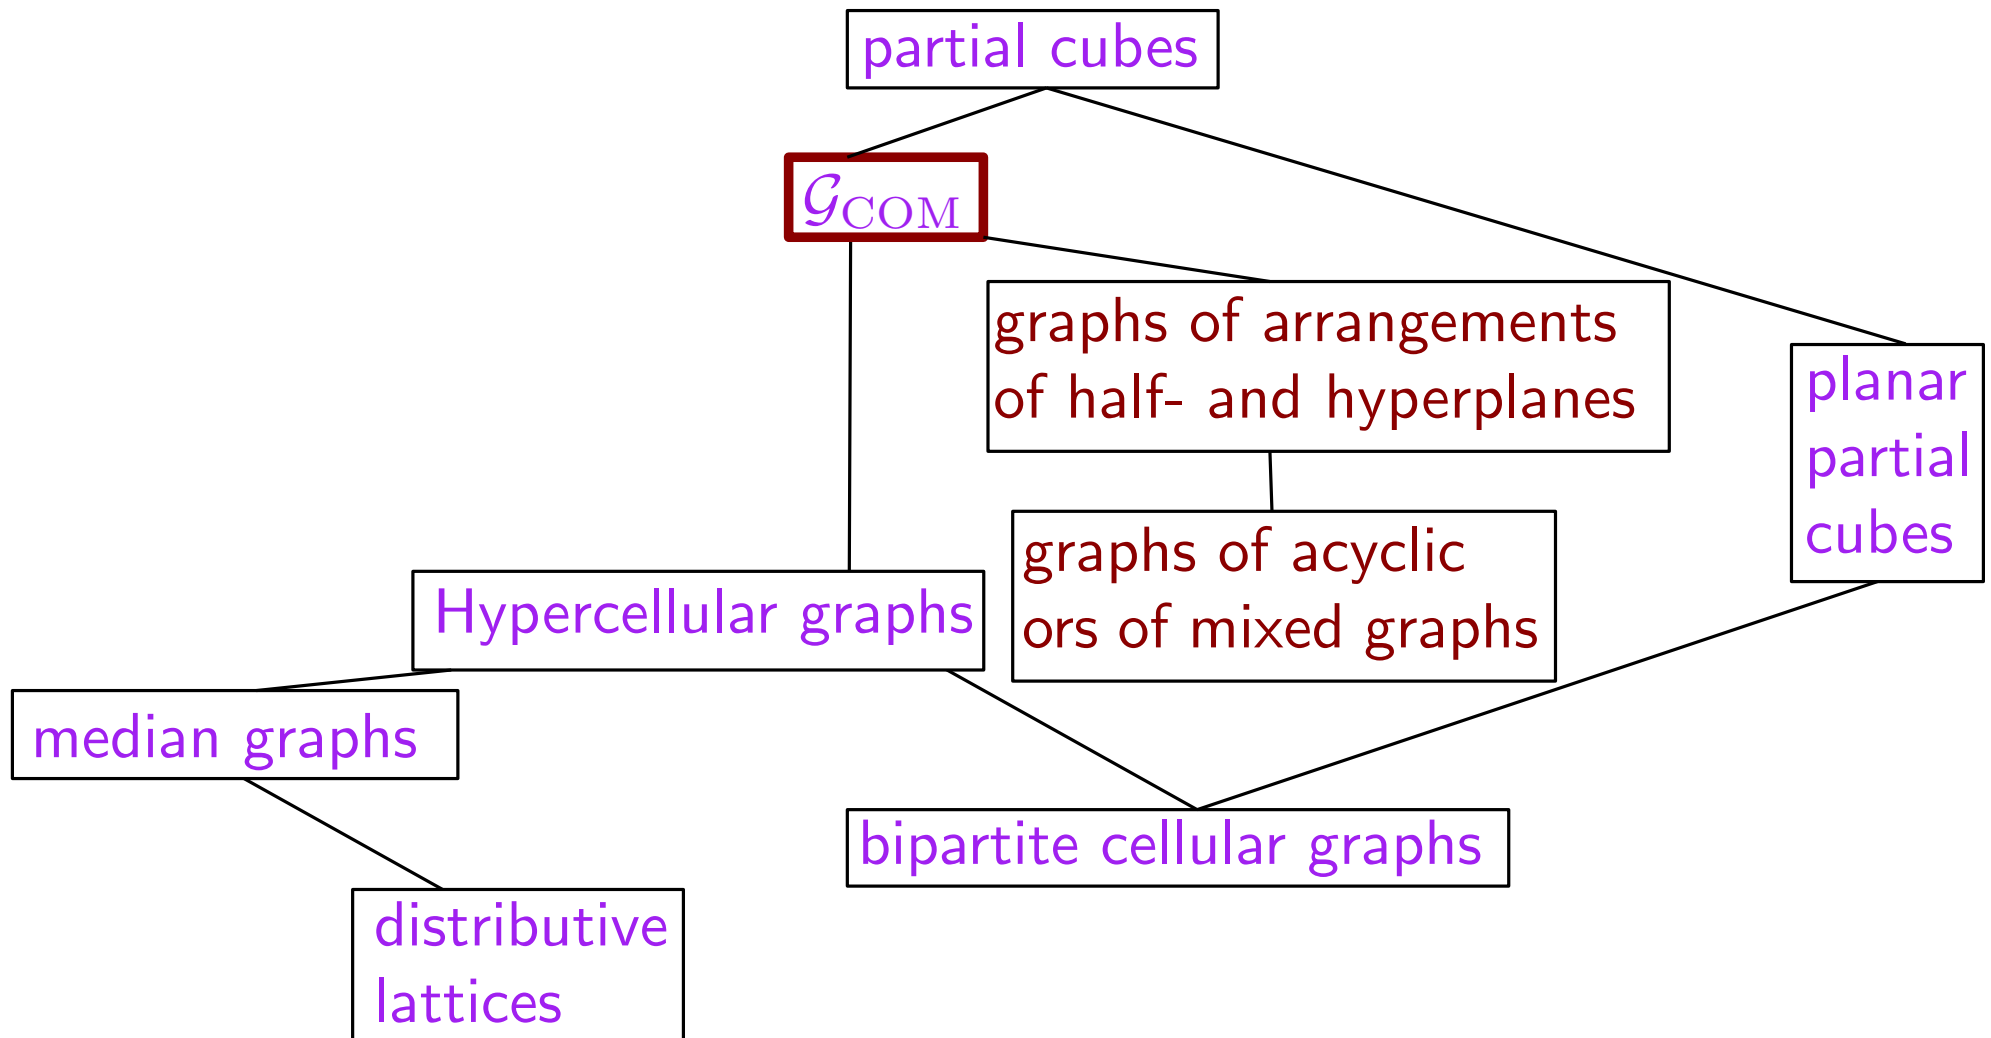 partial cubes
𝒢COM
graphs of arrangements
of half- and hyperplanes
planar
partial
cubes
graphs of acyclic
ors of mixed graphs
Hypercellular graphs
median graphs
bipartite cellular graphs
distributive
lattices